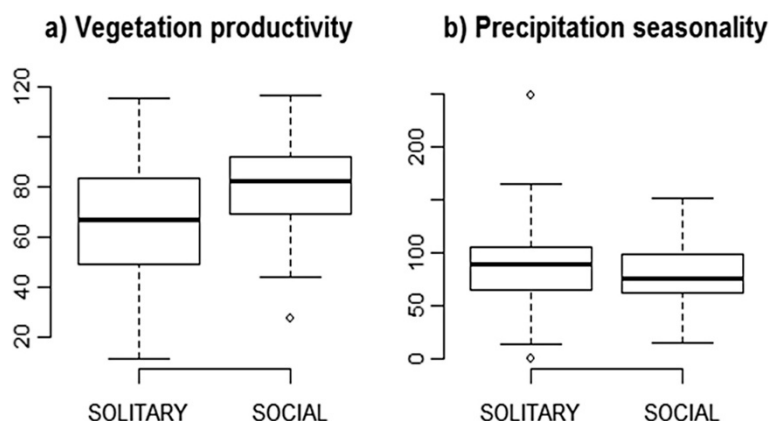 a) Vegetation productivity
120
80
60
40
20
SOLITARY
SOCIAL
b) Precipitation seasonality
200
100
50
0
SOLITARY
SOCIAL